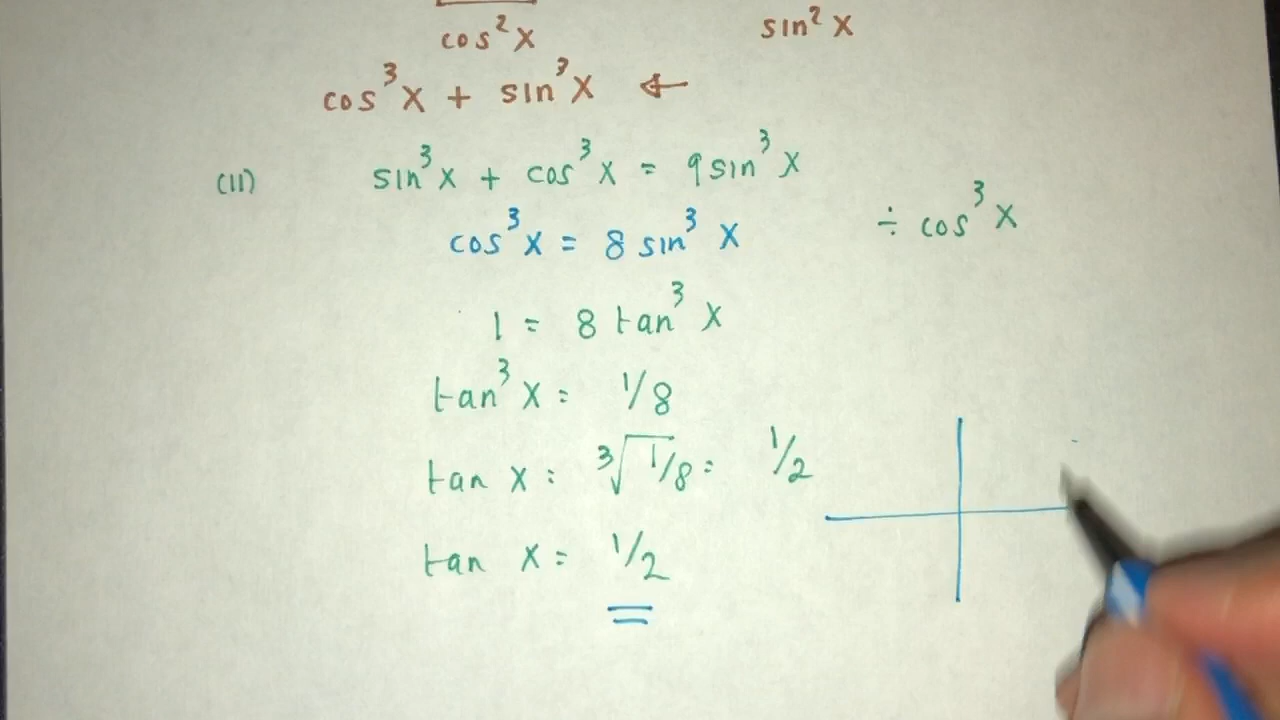 cos²x sin²x
cos³x + sin³x ←
(11) sin³x + cos³x = 9sin³x
cos³x = 8 sin³x ÷ cos³x
1 = 8 tan³x
tan³x = 1/8
tan x = ³√1/8 = 1/2
tan x = 1/2